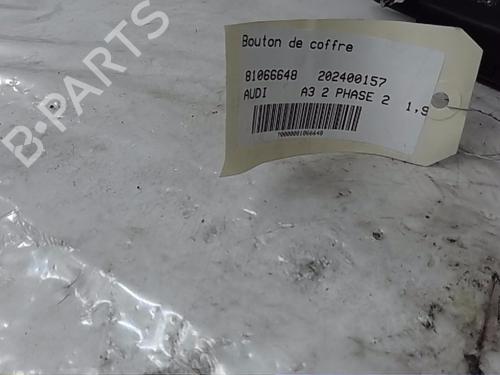 Bouton de coffre
81066648 202400157
AUDI A3 2 PHASE 2 1,9
B-PARTS